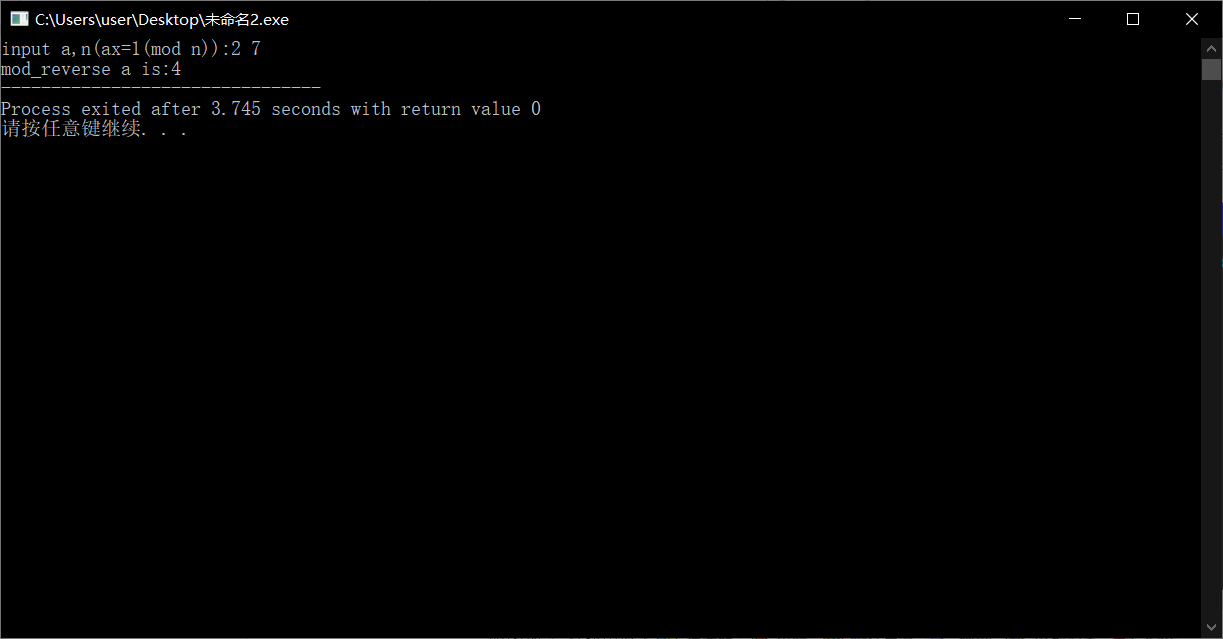 C:\Users\user\Desktop\未命名2.exe
input a,n(ax=1(mod n)):2 7
mod_reverse a is:4
--------------------------------
Process exited after 3.745 seconds with return value 0
请按任意键继续. . .